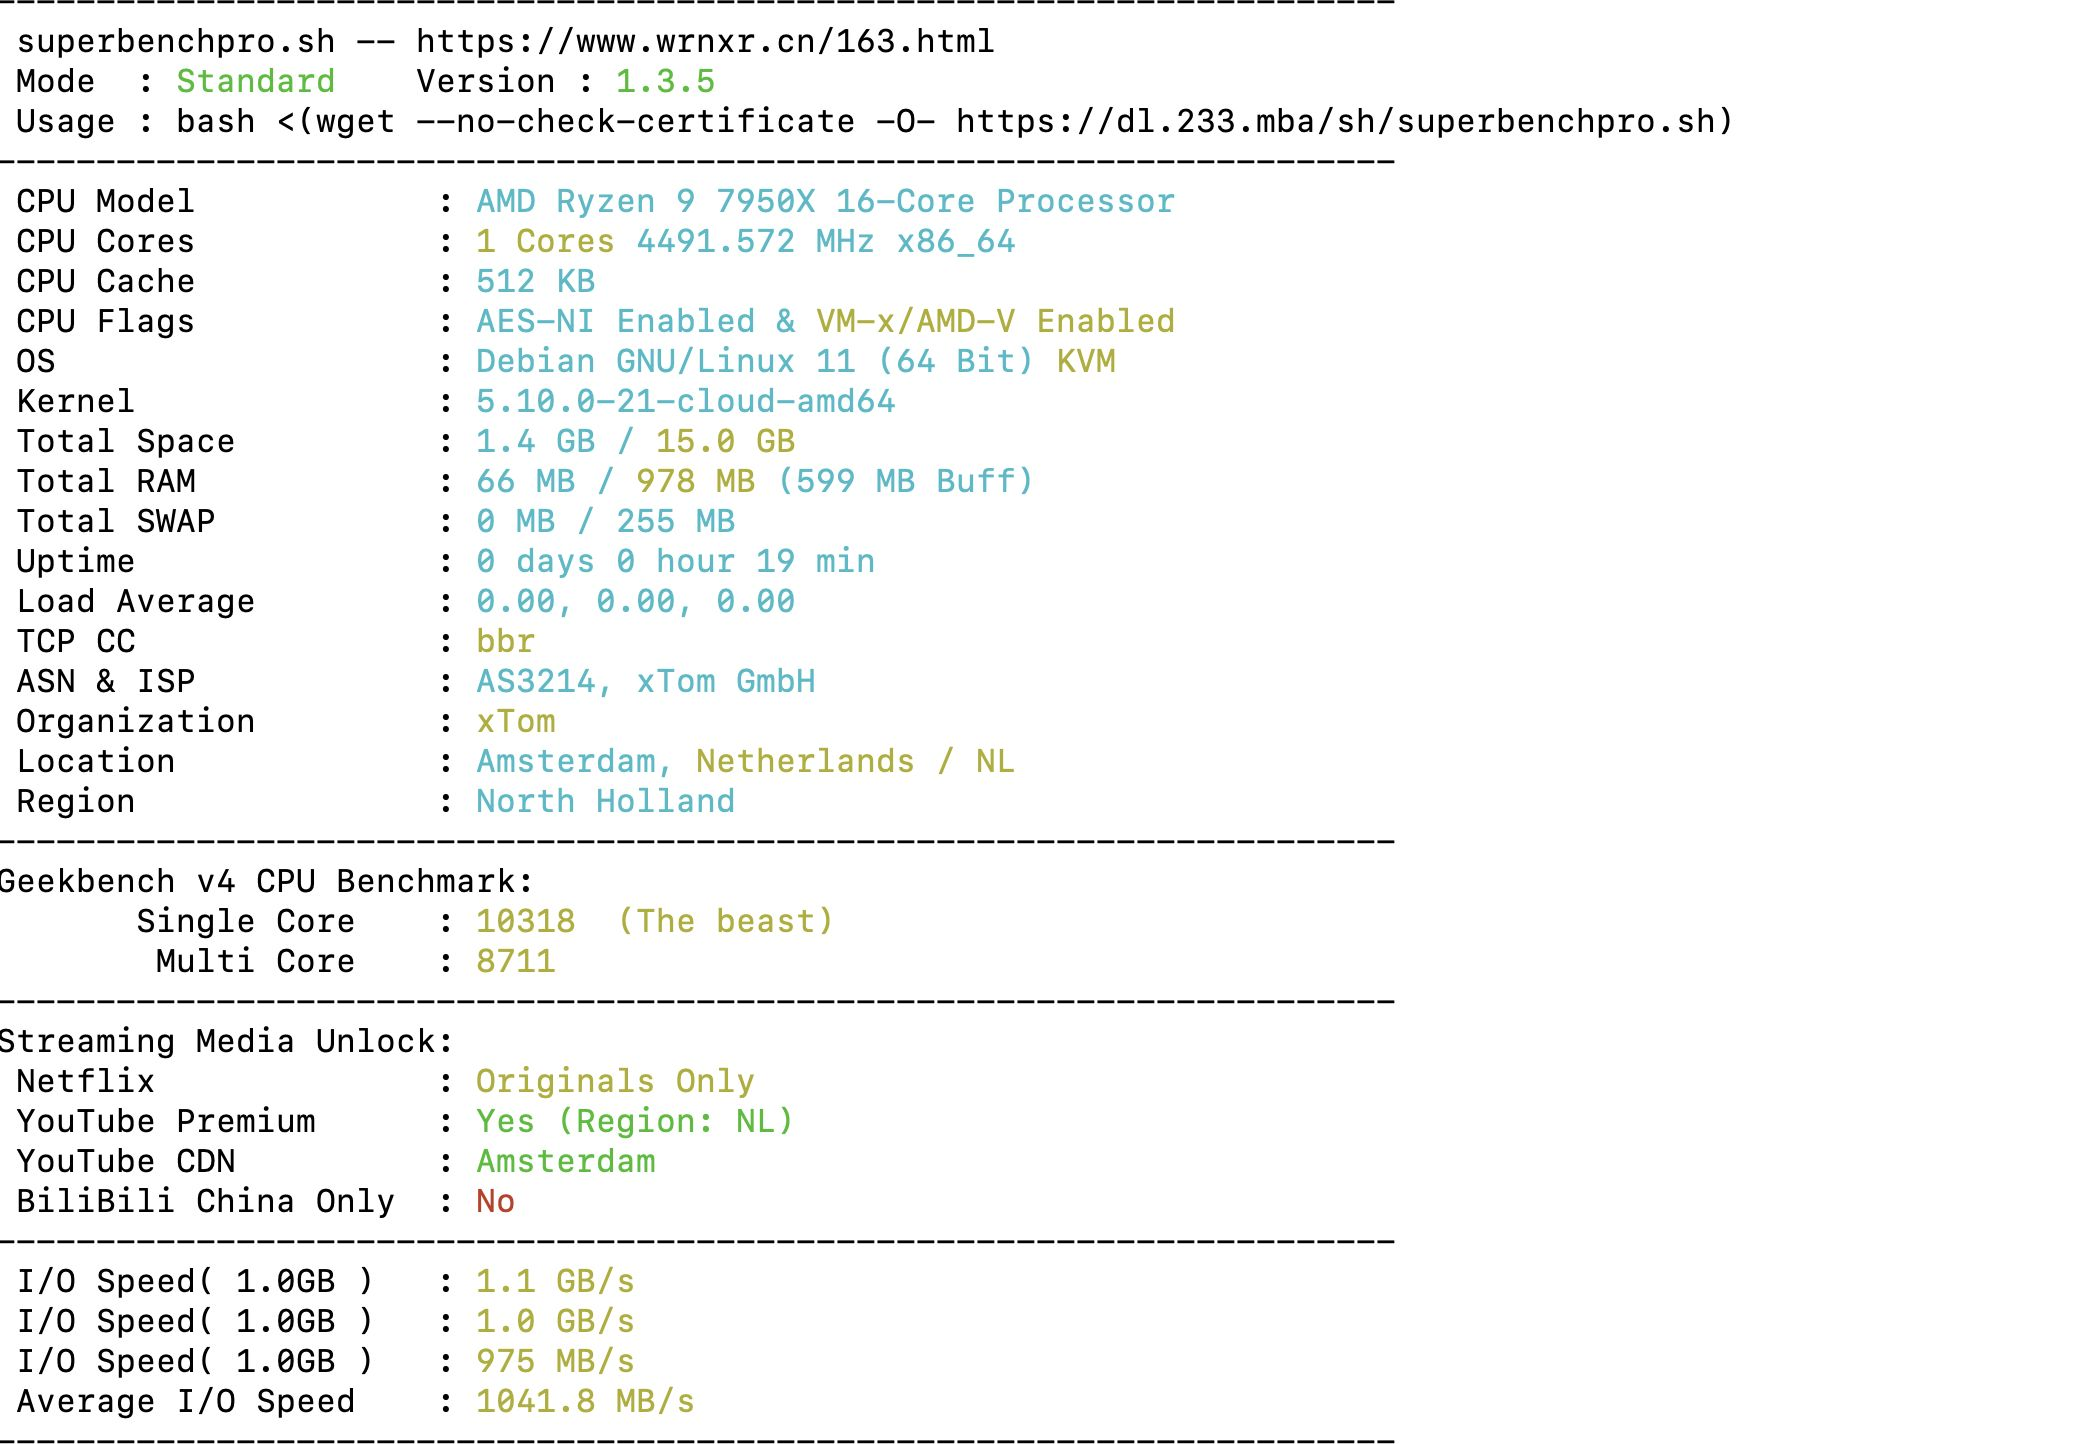 ----------------------------------------------------------------------
superbenchpro.sh -- https://www.wrnxr.cn/163.html
Mode  : Standard    Version : 1.3.5
Usage : bash <(wget --no-check-certificate -O- https://dl.233.mba/sh/superbenchpro.sh)
----------------------------------------------------------------------
CPU Model            : AMD Ryzen 9 7950X 16-Core Processor
CPU Cores            : 1 Cores 4491.572 MHz x86_64
CPU Cache            : 512 KB
CPU Flags            : AES-NI Enabled & VM-x/AMD-V Enabled
OS                   : Debian GNU/Linux 11 (64 Bit) KVM
Kernel               : 5.10.0-21-cloud-amd64
Total Space          : 1.4 GB / 15.0 GB
Total RAM            : 66 MB / 978 MB (599 MB Buff)
Total SWAP           : 0 MB / 255 MB
Uptime               : 0 days 0 hour 19 min
Load Average         : 0.00, 0.00, 0.00
TCP CC               : bbr
ASN & ISP            : AS3214, xTom GmbH
Organization         : xTom
Location             : Amsterdam, Netherlands / NL
Region               : North Holland
----------------------------------------------------------------------
Geekbench v4 CPU Benchmark:
Single Core    : 10318  (The beast)
Multi Core    : 8711
----------------------------------------------------------------------
Streaming Media Unlock:
Netflix              : Originals Only
YouTube Premium      : Yes (Region: NL)
YouTube CDN          : Amsterdam
BiliBili China Only  : No
----------------------------------------------------------------------
I/O Speed( 1.0GB )   : 1.1 GB/s
I/O Speed( 1.0GB )   : 1.0 GB/s
I/O Speed( 1.0GB )   : 975 MB/s
Average I/O Speed    : 1041.8 MB/s
----------------------------------------------------------------------